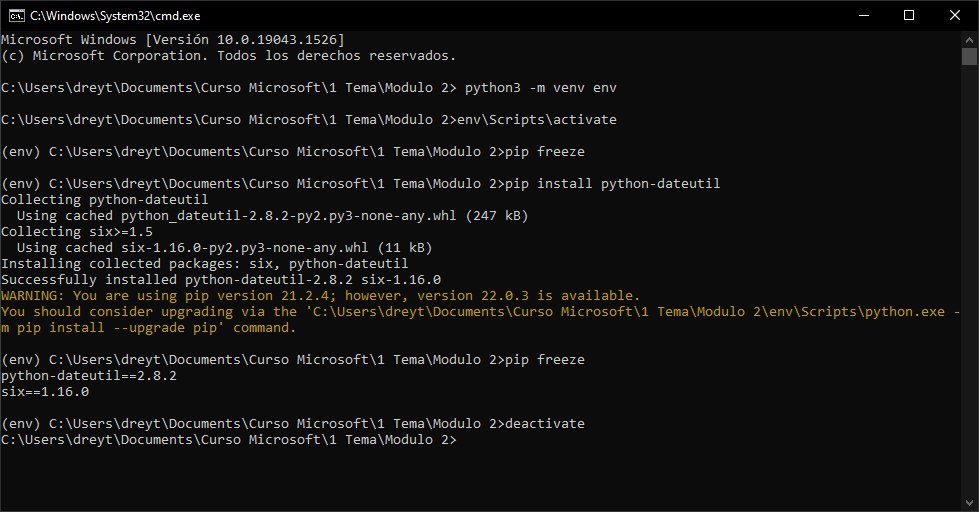 C:\Windows\System32\cmd.exe
Microsoft Windows [Versión 10.0.19043.1526]
(c) Microsoft Corporation. Todos los derechos reservados.
C:\Users\dreyt\Documents\Curso Microsoft\1 Tema\Modulo 2> python3 -m venv env
C:\Users\dreyt\Documents\Curso Microsoft\1 Tema\Modulo 2>env\Scripts\activate
(env) C:\Users\dreyt\Documents\Curso Microsoft\1 Tema\Modulo 2>pip freeze
(env) C:\Users\dreyt\Documents\Curso Microsoft\1 Tema\Modulo 2>pip install python-dateutil
Collecting python-dateutil
  Using cached python_dateutil-2.8.2-py2.py3-none-any.whl (247 kB)
Collecting six>=1.5
  Using cached six-1.16.0-py2.py3-none-any.whl (11 kB)
Installing collected packages: six, python-dateutil
Successfully installed python-dateutil-2.8.2 six-1.16.0
WARNING: You are using pip version 21.2.4; however, version 22.0.3 is available.
You should consider upgrading via the 'C:\Users\dreyt\Documents\Curso Microsoft\1 Tema\Modulo 2\env\Scripts\python.exe -
m pip install --upgrade pip' command.
(env) C:\Users\dreyt\Documents\Curso Microsoft\1 Tema\Modulo 2>pip freeze
python-dateutil==2.8.2
six==1.16.0
(env) C:\Users\dreyt\Documents\Curso Microsoft\1 Tema\Modulo 2>deactivate
C:\Users\dreyt\Documents\Curso Microsoft\1 Tema\Modulo 2>